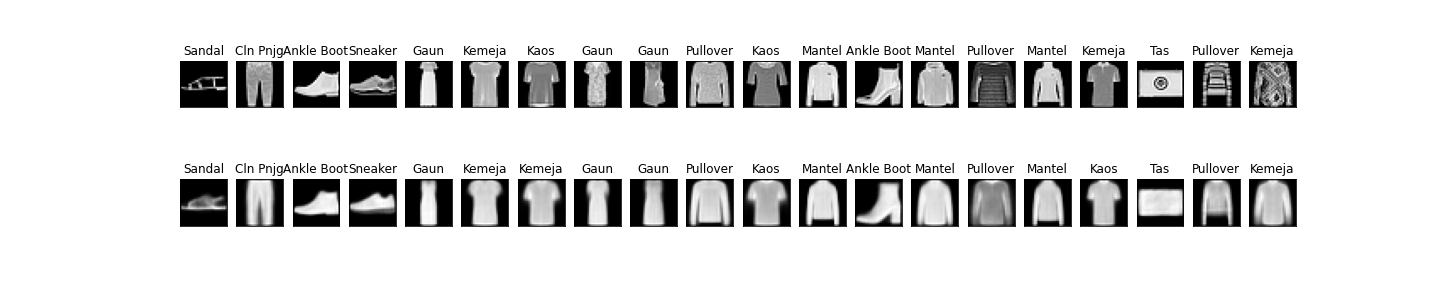 Sandal Cln Pnjg Ankle Boot Sneaker Gaun Kemeja Kaos Gaun Gaun Pullover Kaos Mantel Ankle Boot Mantel Pullover Mantel Kemeja Tas Pullover Kemeja
Sandal Cln Pnjg Ankle Boot Sneaker Gaun Kemeja Kemeja Gaun Gaun Pullover Kaos Mantel Ankle Boot Mantel Pullover Mantel Kaos Tas Pullover Kemeja